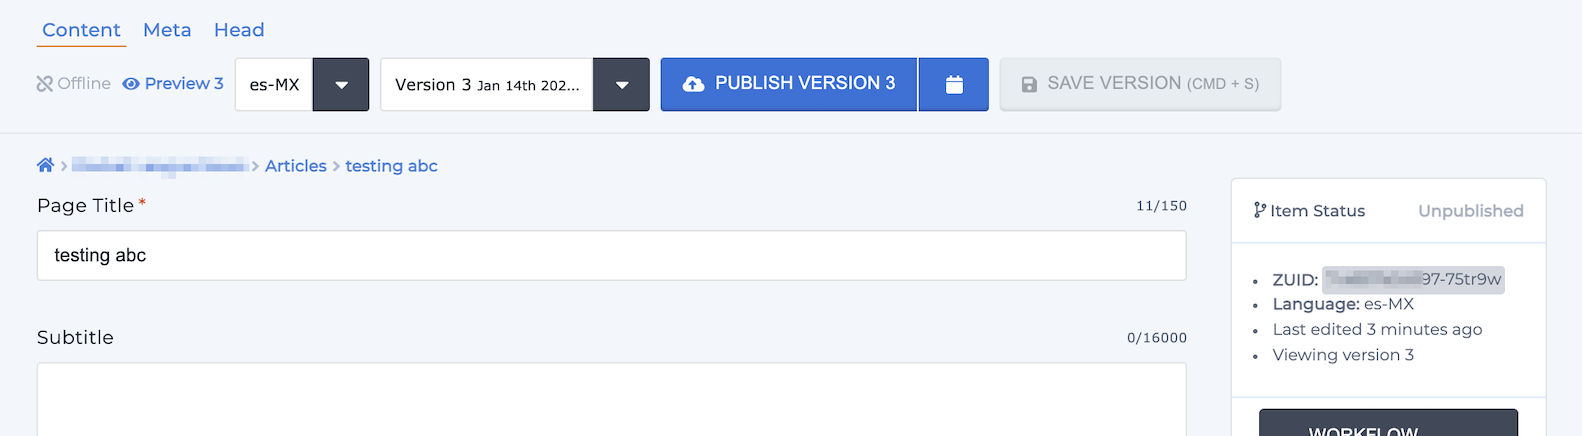 Content Meta Head
Offline Preview 3 es-MX Version 3 Jan 14th 202... PUBLISH VERSION 3 SAVE VERSION (CMD + S)
Articles testing abc
Page Title * 11/150
testing abc
Subtitle 0/16000
Item Status Unpublished
ZUID: 97-75tr9w
Language: es-MX
Last edited 3 minutes ago
Viewing version 3
WORKFLOW